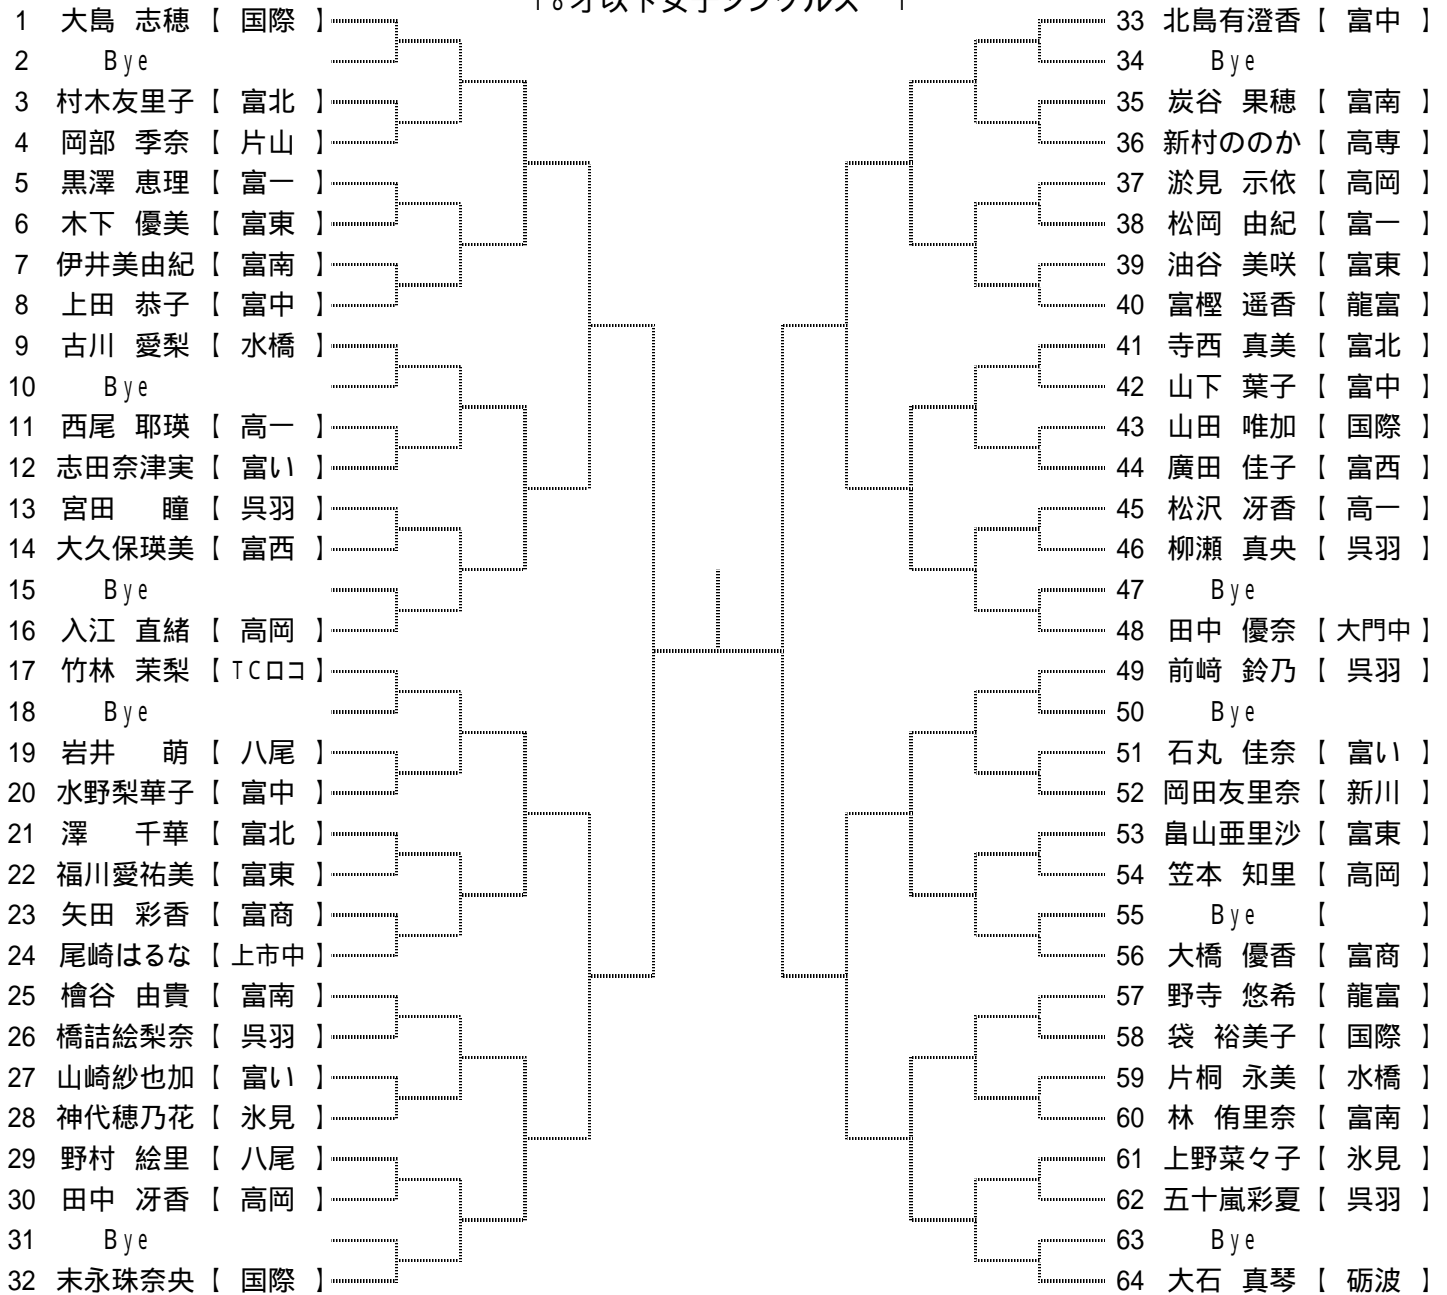 18才以下女子シングルス 1
1 大島 志穂 【 国際 】
2 Bye
3 村木友里子 【 富北 】
4 岡部 季奈 【 片山 】
5 黒澤 恵理 【 富一 】
6 木下 優美 【 富東 】
7 伊井美由紀 【 富南 】
8 上田 恭子 【 富中 】
9 古川 愛梨 【 水橋 】
10 Bye
11 西尾 耶瑛 【 高一 】
12 志田奈津実 【 富い 】
13 宮田 瞳 【 呉羽 】
14 大久保瑛美 【 富西 】
15 Bye
16 入江 直緒 【 高岡 】
17 竹林 茉梨 【 TCロコ 】
18 Bye
19 岩井 萌 【 八尾 】
20 水野梨華子 【 富中 】
21 澤 千華 【 富北 】
22 福川愛祐美 【 富東 】
23 矢田 彩香 【 富商 】
24 尾崎はるな 【 上市中 】
25 檜谷 由貴 【 富南 】
26 橋詰絵梨奈 【 呉羽 】
27 山崎紗也加 【 富い 】
28 神代穂乃花 【 氷見 】
29 野村 絵里 【 八尾 】
30 田中 冴香 【 高岡 】
31 Bye
32 末永珠奈央 【 国際 】
33 北島有澄香 【 富中 】
34 Bye
35 炭谷 果穂 【 富南 】
36 新村ののか 【 高専 】
37 淤見 示依 【 高岡 】
38 松岡 由紀 【 富一 】
39 油谷 美咲 【 富東 】
40 富樫 遥香 【 龍富 】
41 寺西 真美 【 富北 】
42 山下 葉子 【 富中 】
43 山田 唯加 【 国際 】
44 廣田 佳子 【 富西 】
45 松沢 冴香 【 高一 】
46 柳瀬 真央 【 呉羽 】
47 Bye
48 田中 優奈 【 大門中 】
49 前﨑 鈴乃 【 呉羽 】
50 Bye
51 石丸 佳奈 【 富い 】
52 岡田友里奈 【 新川 】
53 畠山亜里沙 【 富東 】
54 笠本 知里 【 高岡 】
55 Bye 【 】
56 大橋 優香 【 富商 】
57 野寺 悠希 【 龍富 】
58 袋 裕美子 【 国際 】
59 片桐 永美 【 水橋 】
60 林 侑里奈 【 富南 】
61 上野菜々子 【 氷見 】
62 五十嵐彩夏 【 呉羽 】
63 Bye
64 大石 真琴 【 砺波 】